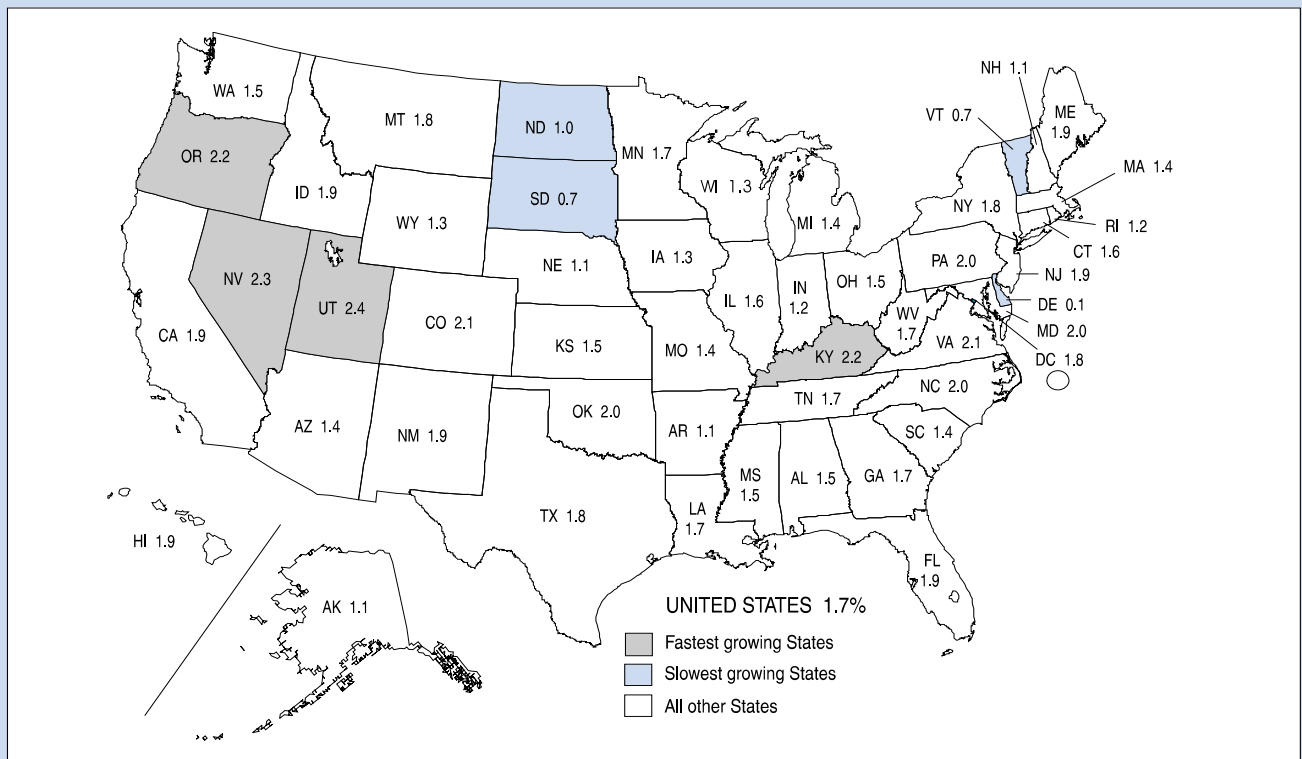 NH 1.1
VT 0.7
ME
1.9
WA 1.5
MT 1.8
ND 1.0
MN 1.7
OR 2.2
ID 1.9
SD 0.7
WI 1.3
MA 1.4
WY 1.3
MI 1.4
NY 1.8
RI 1.2
CT 1.6
NE 1.1
IA 1.3
PA 2.0
NJ 1.9
NV 2.3
UT 2.4
IL 1.6
IN
1.2
OH 1.5
DE 0.1
CO 2.1
WV
1.7
MD 2.0
CA 1.9
KS 1.5
MO 1.4
KY 2.2
VA 2.1
DC 1.8
AZ 1.4
NM 1.9
OK 2.0
TN 1.7
NC 2.0
AR 1.1
SC 1.4
MS
1.5
AL 1.5
GA 1.7
TX 1.8
LA
1.7
HI 1.9
FL
1.9
AK 1.1
UNITED STATES 1.7%
Fastest growing States
Slowest growing States
All other States